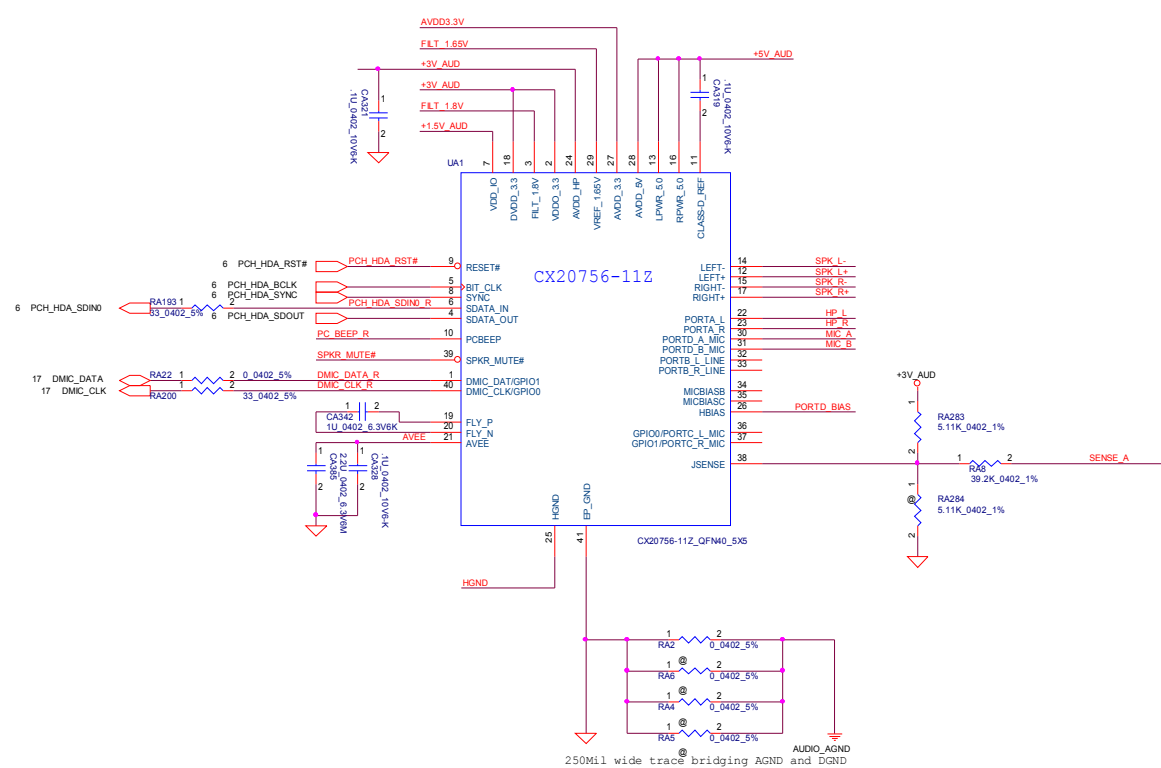 AVDD3.3V
FILT_1.65V
+3V_AUD
+5V_AUD
+3V_AUD
FILT_1.8V
+1.5V_AUD
1
CA321
.1U_0402_10V6-K
2
1
CA319
.1U_0402_10V6-K
2
UA1
7
18
3
2
24
29
27
28
13
16
11
VDD_IO
DVDD_3.3
FILT_1.8V
VDDO_3.3
AVDD_HP
VREF_1.65V
AVDD_3.3
AVDD_5V
LPWR_5.0
RPWR_5.0
CLASS-D_REF
CX20756-11Z
6 PCH_HDA_RST# PCH_HDA_RST# 9 RESET#
6 PCH_HDA_BCLK 5 BIT_CLK
6 PCH_HDA_SYNC 8 SYNC
6 PCH_HDA_SDIN0 RA193 1 2 PCH_HDA_SDIN0_R 6 SDATA_IN
33_0402_5%
6 PCH_HDA_SDOUT 4 SDATA_OUT
PC_BEEP_R 10 PCBEEP
SPKR_MUTE# 39 SPKR_MUTE#
17 DMIC_DATA RA22 1 2 0_0402_5% DMIC_DATA_R 1 DMIC_DAT/GPIO1
17 DMIC_CLK 1 2 DMIC_CLK_R 40 DMIC_CLK/GPIO0
RA200 33_0402_5%
1 2
CA342
1U_0402_6.3V6K
19 FLY_P
20 FLY_N
AVEE 21 AVEE
1
CA385
2.2U_0402_6.3V6M
2
1
CA328
.1U_0402_10V6-K
2
LEFT- 14 SPK_L-
LEFT+ 12 SPK_L+
RIGHT- 15 SPK_R-
RIGHT+ 17 SPK_R+
PORTA_L 22 HP_L
PORTA_R 23 HP_R
PORTD_A_MIC 30 MIC_A
PORTD_B_MIC 31 MIC_B
PORTB_L_LINE 32
PORTB_R_LINE 33
MICBIASB 34
MICBIASC 35
HBIAS 26 PORTD_BIAS
GPIO0/PORTC_L_MIC 36
GPIO1/PORTC_R_MIC 37
JSENSE 38
+3V_AUD
1
RA283
5.11K_0402_1%
2
1 2 SENSE_A
RA8
39.2K_0402_1%
1
@ RA284
5.11K_0402_1%
2
HGND
EP_GND
25
41
CX20756-11Z_QFN40_5X5
HGND
1 2
RA2 0_0402_5%
@
1 2
RA6 0_0402_5%
@
1 2
RA4 0_0402_5%
@
1 2
RA5 0_0402_5%
@
AUDIO_AGND
250Mil wide trace bridging AGND and DGND